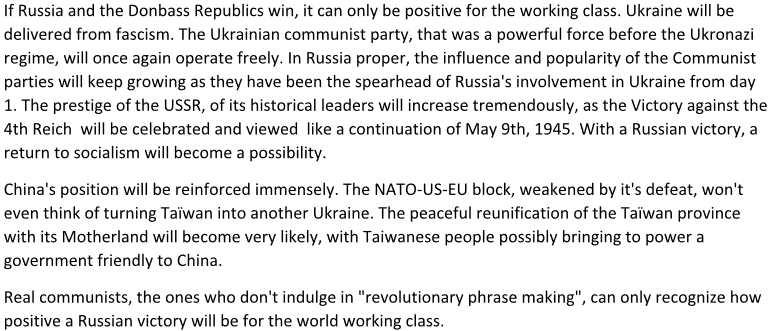 If Russia and the Donbass Republics win, it can only be positive for the working class. Ukraine will be
delivered from fascism. The Ukrainian communist party, that was a powerful force before the Ukronazi
regime, will once again operate freely. In Russia proper, the influence and popularity of the Communist
parties will keep growing as they have been the spearhead of Russia's involvement in Ukraine from day
1. The prestige of the USSR, of its historical leaders will increase tremendously, as the Victory against the
4th Reich  will be celebrated and viewed  like a continuation of May 9th, 1945. With a Russian victory, a
return to socialism will become a possibility.
China's position will be reinforced immensely. The NATO-US-EU block, weakened by it's defeat, won't
even think of turning Taïwan into another Ukraine. The peaceful reunification of the Taïwan province
with its Motherland will become very likely, with Taiwanese people possibly bringing to power a
government friendly to China.
Real communists, the ones who don't indulge in "revolutionary phrase making", can only recognize how
positive a Russian victory will be for the world working class.